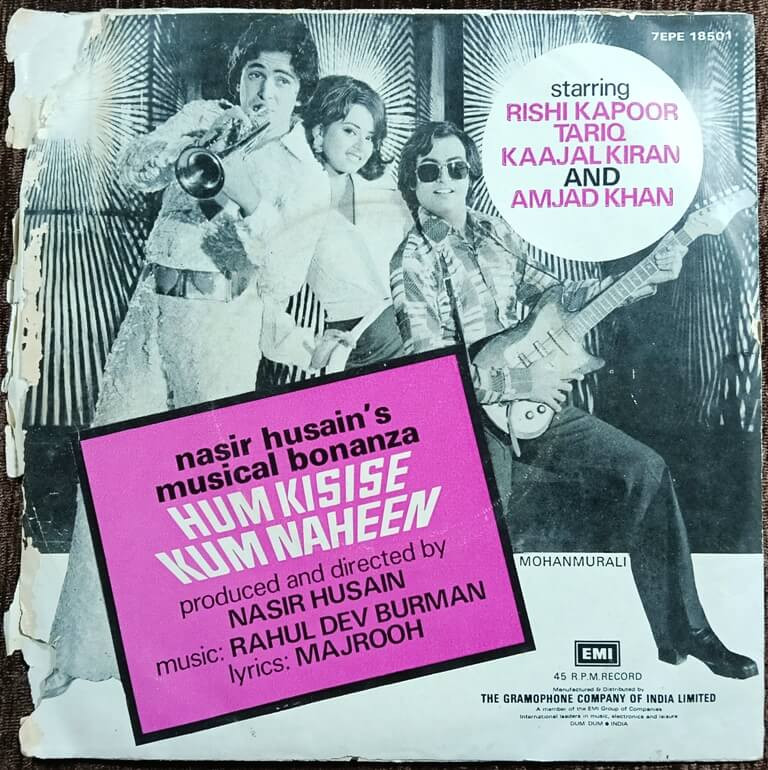 7EPE 18501
starring
RISHI KAPOOR
TARIQ
KAAJAL KIRAN
AND
AMJAD KHAN
nasir husain's
musical bonanza
HUM KISISE
KUM NAHEEN
produced and directed by
NASIR HUSAIN
music: RAHUL DEV BURMAN
lyrics: MAJROOH
MOHANMURALI
EMI
45 R.P.M. RECORD
Manufactured & Distributed by
THE GRAMOPHONE COMPANY OF INDIA LIMITED
A member of the EMI Group of Companies
International leaders in music, electronics and leisure
DUM DUM ● INDIA